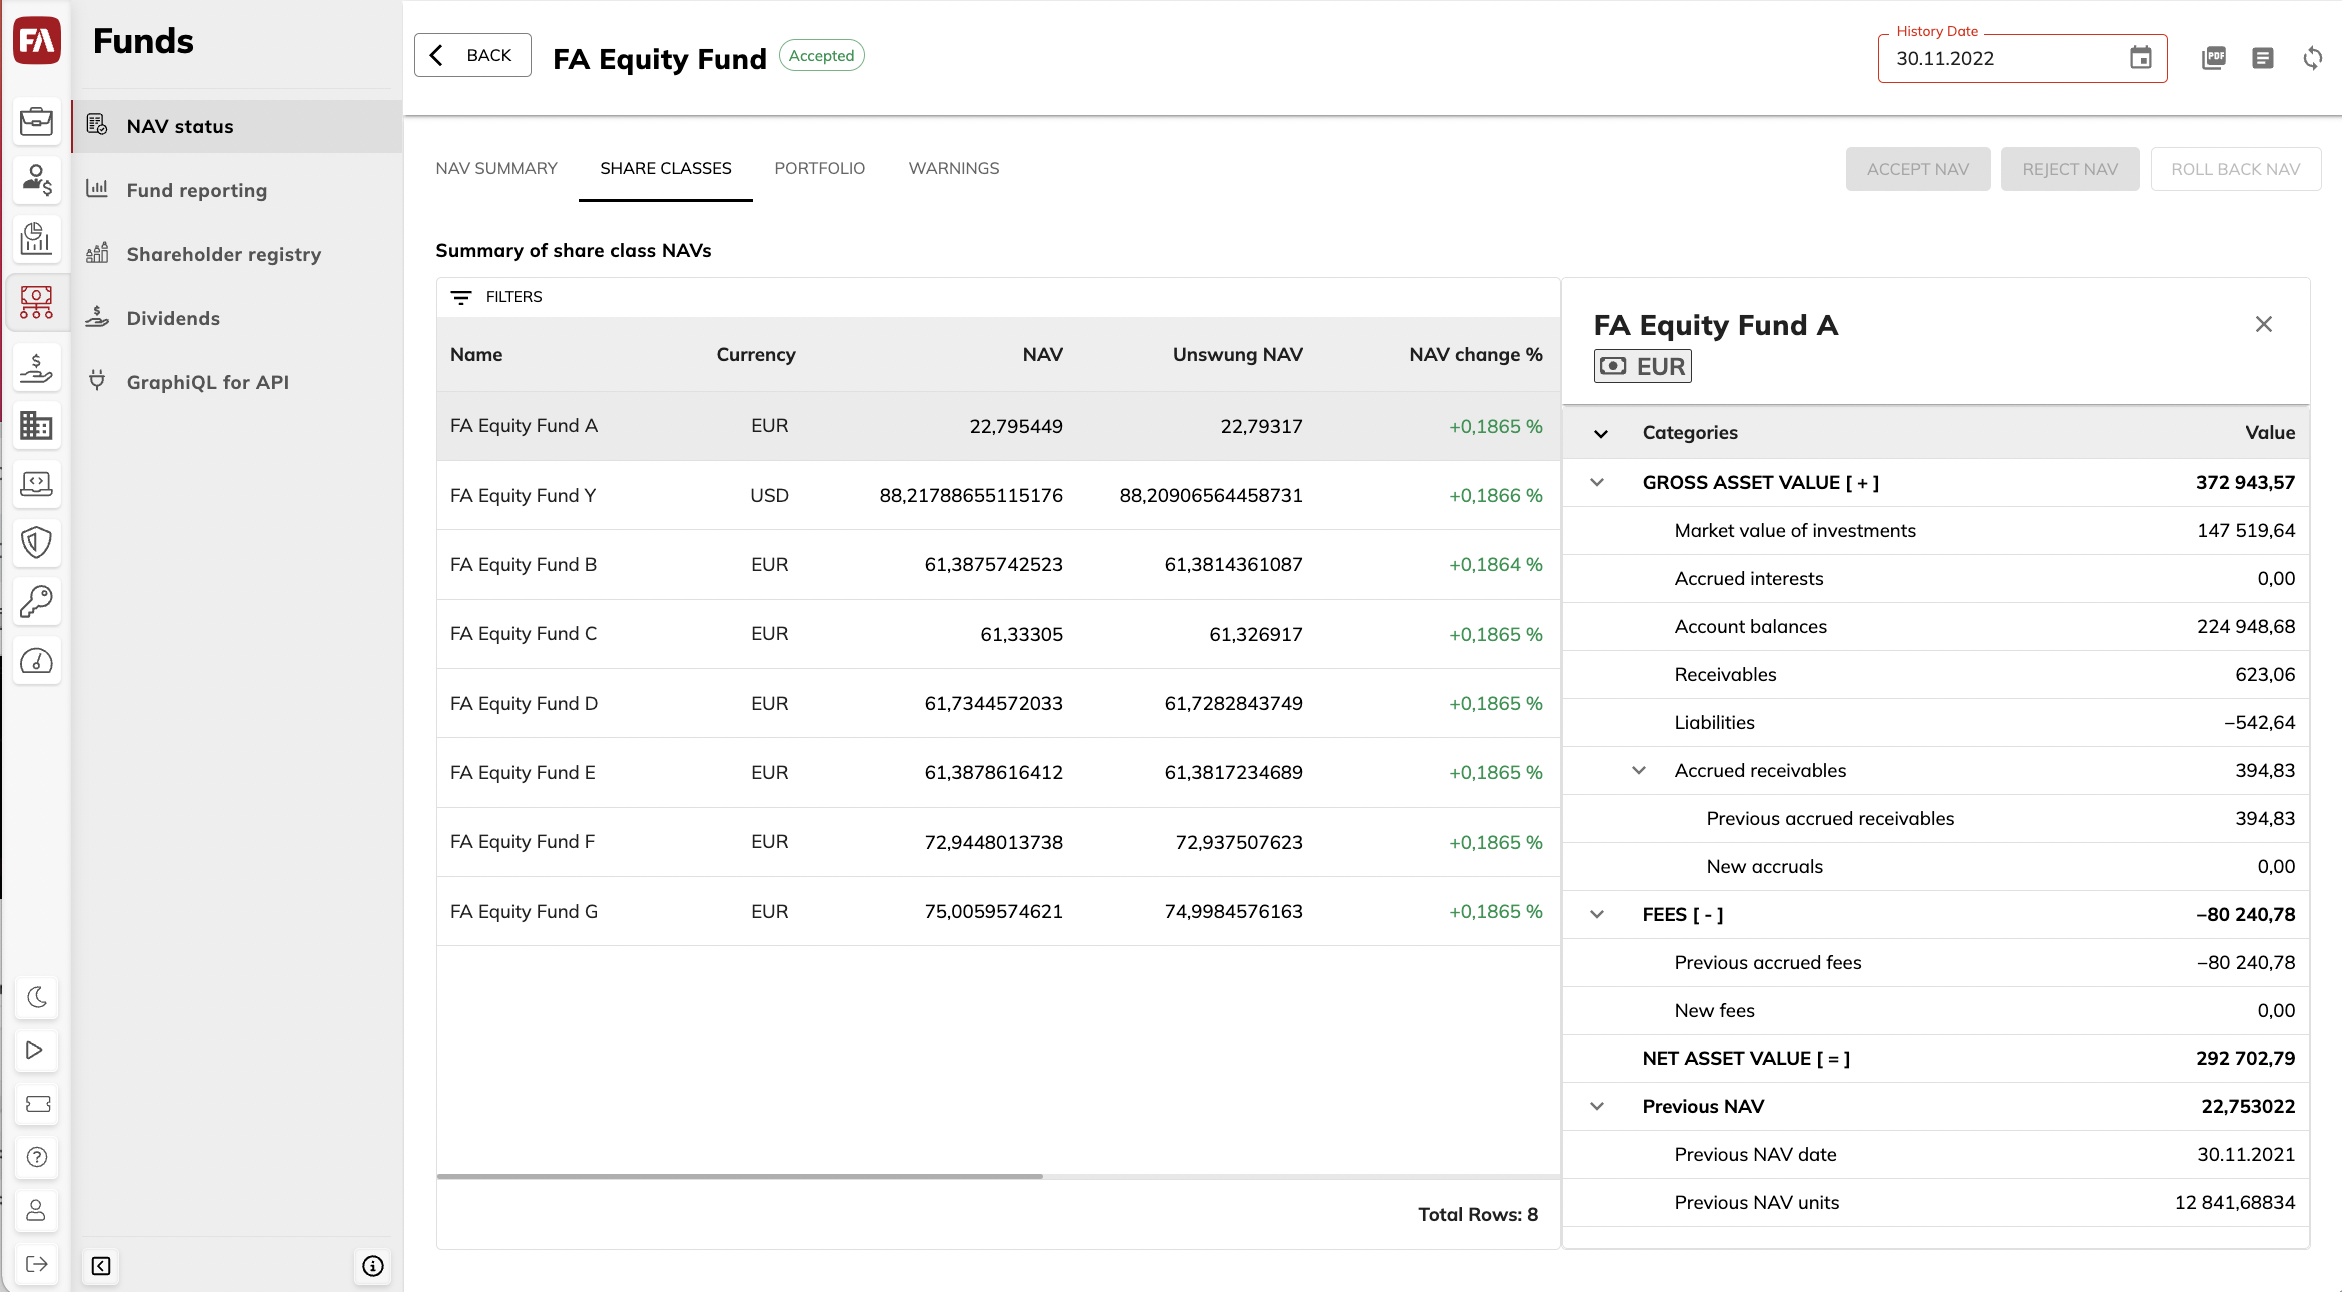 FA
Funds
NAV status
Fund reporting
Shareholder registry
Dividends
GraphiQL for API
BACK
FA Equity Fund
Accepted
History Date
30.11.2022
PDF
NAV SUMMARY
SHARE CLASSES
PORTFOLIO
WARNINGS
ACCEPT NAV
REJECT NAV
ROLL BACK NAV
Summary of share class NAVs
FILTERS
Name Currency NAV Unswung NAV NAV change %
FA Equity Fund A EUR 22,795449 22,79317 +0,1865 %
FA Equity Fund Y USD 88,21788655115176 88,20906564458731 +0,1866 %
FA Equity Fund B EUR 61,3875742523 61,3814361087 +0,1864 %
FA Equity Fund C EUR 61,33305 61,326917 +0,1865 %
FA Equity Fund D EUR 61,7344572033 61,7282843749 +0,1865 %
FA Equity Fund E EUR 61,3878616412 61,3817234689 +0,1865 %
FA Equity Fund F EUR 72,9448013738 72,937507623 +0,1865 %
FA Equity Fund G EUR 75,0059574621 74,9984576163 +0,1865 %
Total Rows: 8
FA Equity Fund A
EUR
Categories Value
GROSS ASSET VALUE [ + ] 372 943,57
Market value of investments 147 519,64
Accrued interests 0,00
Account balances 224 948,68
Receivables 623,06
Liabilities −542,64
Accrued receivables 394,83
Previous accrued receivables 394,83
New accruals 0,00
FEES [ - ] −80 240,78
Previous accrued fees −80 240,78
New fees 0,00
NET ASSET VALUE [ = ] 292 702,79
Previous NAV 22,753022
Previous NAV date 30.11.2021
Previous NAV units 12 841,68834